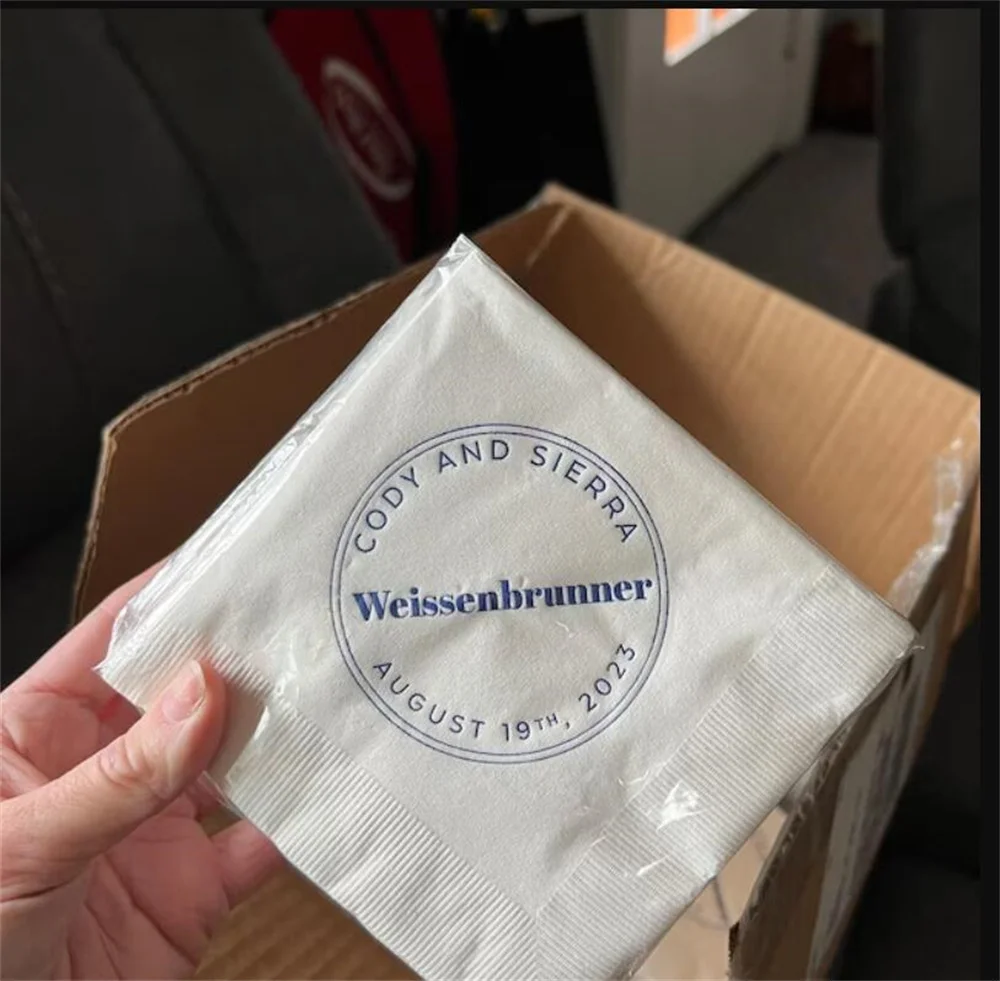 CODY AND SIERRA
Weissenbrunner
AUGUST 19TH, 2023